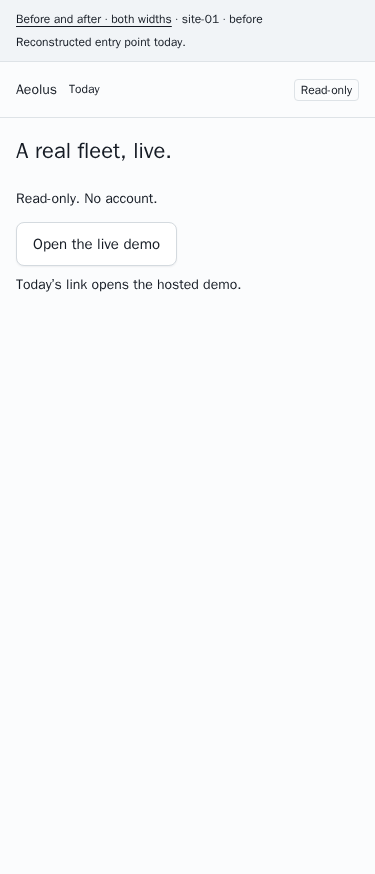 Before and after · both widths · site-01 · before
Reconstructed entry point today.
Aeolus Today Read-only
A real fleet, live.
Read-only. No account.
Open the live demo
Today's link opens the hosted demo.